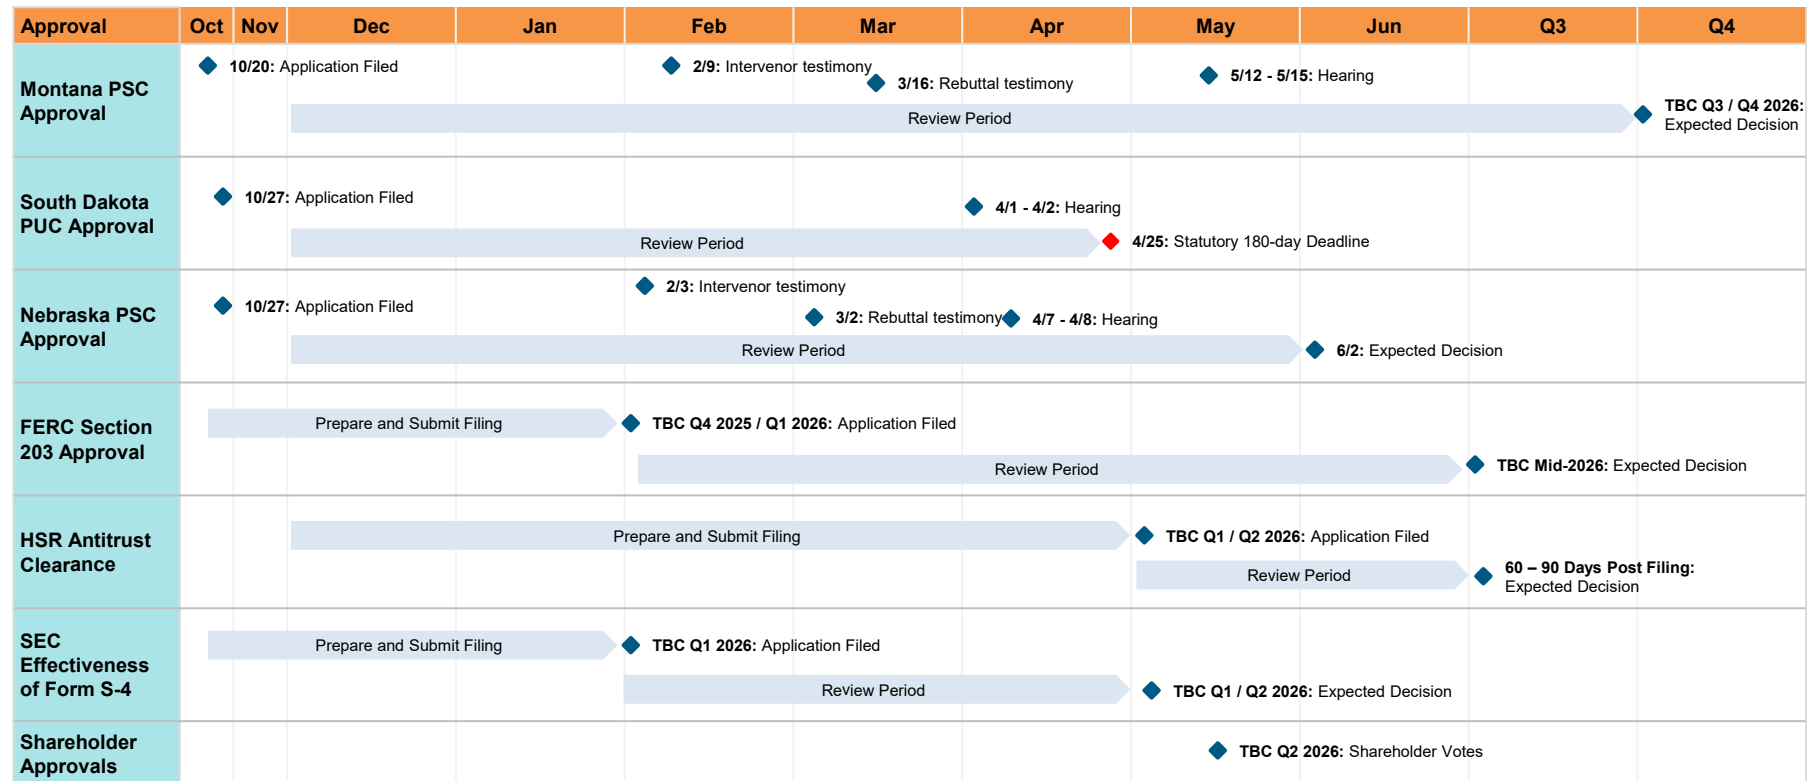 Approval Oct Nov Dec Jan Feb Mar Apr May Jun Q3 Q4
Montana PSC
Approval
10/20: Application Filed
2/9: Intervenor testimony
3/16: Rebuttal testimony
5/12 - 5/15: Hearing
Review Period
TBC Q3 / Q4 2026:
Expected Decision
South Dakota
PUC Approval
10/27: Application Filed
4/1 - 4/2: Hearing
Review Period
4/25: Statutory 180-day Deadline
Nebraska PSC
Approval
10/27: Application Filed
2/3: Intervenor testimony
3/2: Rebuttal testimony
4/7 - 4/8: Hearing
Review Period
6/2: Expected Decision
FERC Section
203 Approval
Prepare and Submit Filing
TBC Q4 2025 / Q1 2026: Application Filed
Review Period
TBC Mid-2026: Expected Decision
HSR Antitrust
Clearance
Prepare and Submit Filing
TBC Q1 / Q2 2026: Application Filed
Review Period
60 – 90 Days Post Filing:
Expected Decision
SEC
Effectiveness
of Form S-4
Prepare and Submit Filing
TBC Q1 2026: Application Filed
Review Period
TBC Q1 / Q2 2026: Expected Decision
Shareholder
Approvals
TBC Q2 2026: Shareholder Votes